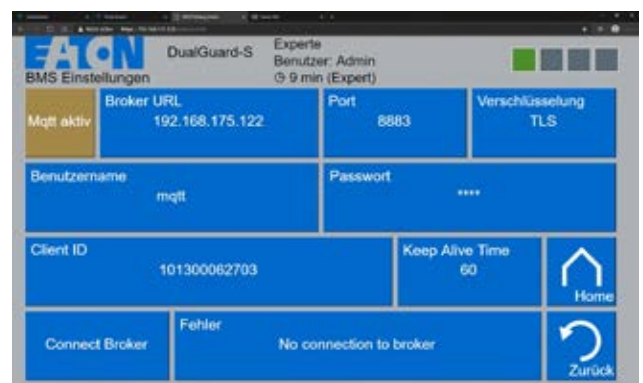 EATON
BMS Einstellungen
DualGuard-S
Experte
Benutzer: Admin
9 min (Expert)
Mqtt aktiv
Broker URL
192.168.175.122
Port
8883
Verschlüsselung
TLS
Benutzername
mqtt
Passwort
****
Client ID
101300062703
Keep Alive Time
60
Home
Connect Broker
Fehler
No connection to broker
Zurück